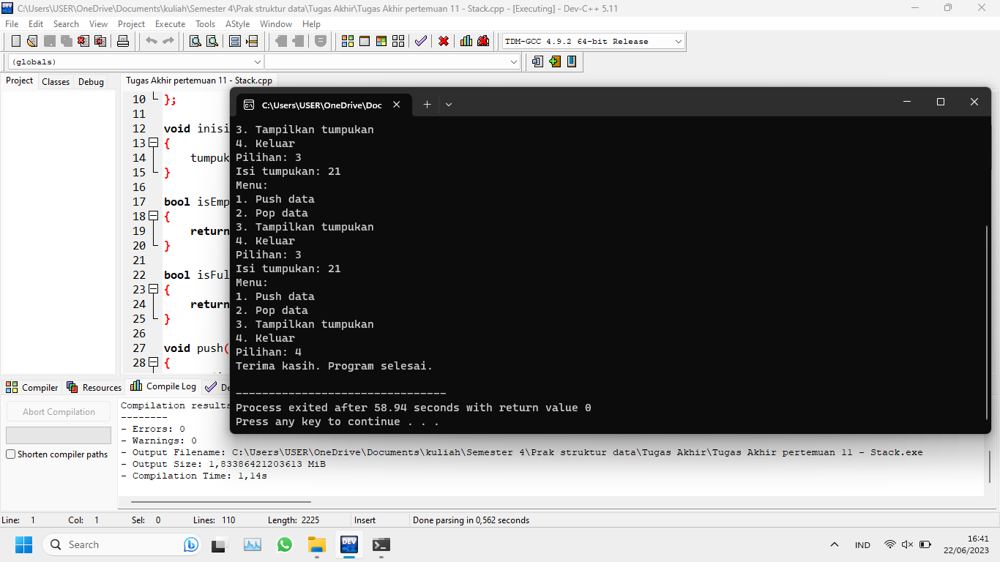 C:\Users\USER\OneDrive\Documents\kuliah\Semester 4\Prak struktur data\Tugas Akhir\Tugas Akhir pertemuan 11 - Stack.cpp - [Executing] - Dev-C++ 5.11
File Edit Search View Project Execute Tools AStyle Window Help
TDM-GCC 4.9.2 64-bit Release
(globals)
Project Classes Debug
Tugas Akhir pertemuan 11 - Stack.cpp
10 };
11
12 void inisi
13 {
14 tumpuk
15 }
16
17 bool isEmp
18 {
19 return
20 }
21
22 bool isFul
23 {
24 return
25 }
26
27 void push(
28 {
C:\Users\USER\OneDrive\Doc
3. Tampilkan tumpukan
4. Keluar
Pilihan: 3
Isi tumpukan: 21
Menu:
1. Push data
2. Pop data
3. Tampilkan tumpukan
4. Keluar
Pilihan: 3
Isi tumpukan: 21
Menu:
1. Push data
2. Pop data
3. Tampilkan tumpukan
4. Keluar
Pilihan: 4
Terima kasih. Program selesai.
--------------------------------
Process exited after 58.94 seconds with return value 0
Press any key to continue . . .
Compiler Resources Compile Log De
Abort Compilation
Shorten compiler paths
Compilation results
--------
- Errors: 0
- Warnings: 0
- Output Filename: C:\Users\USER\OneDrive\Documents\kuliah\Semester 4\Prak struktur data\Tugas Akhir\Tugas Akhir pertemuan 11 - Stack.exe
- Output Size: 1,83386421203613 MiB
- Compilation Time: 1,14s
Line: 1 Col: 1 Sel: 0 Lines: 110 Length: 2225 Insert Done parsing in 0,562 seconds
Search
DEV
IND
16:41
22/06/2023